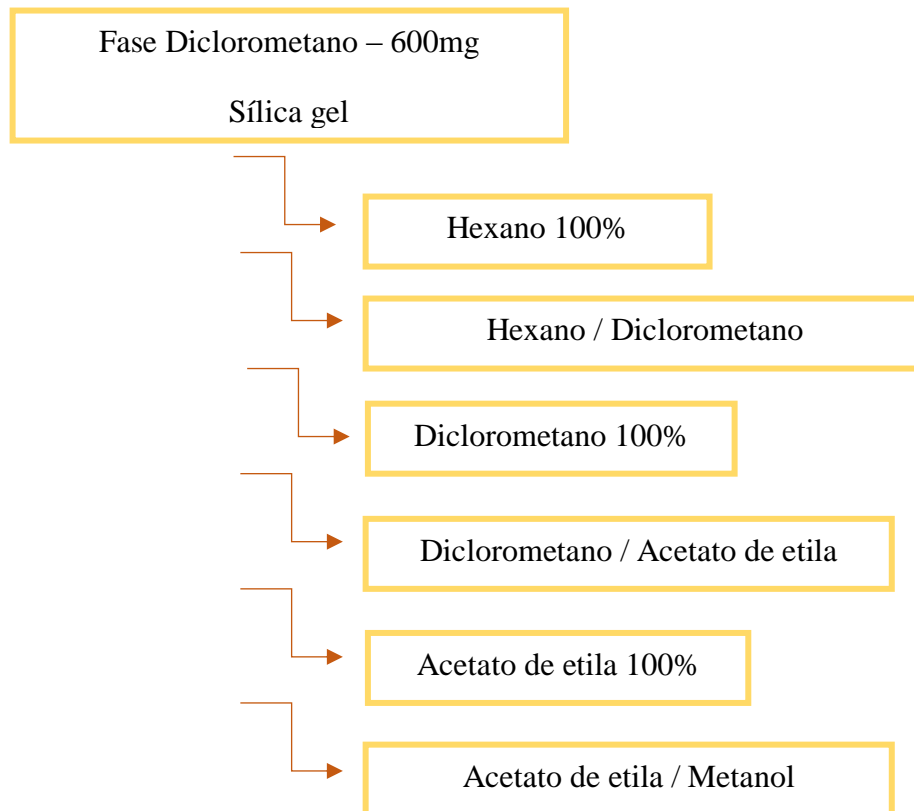 Fase Diclorometano – 600mg
Sílica gel
Hexano 100%
Hexano / Diclorometano
Diclorometano 100%
Diclorometano / Acetato de etila
Acetato de etila 100%
Acetato de etila / Metanol